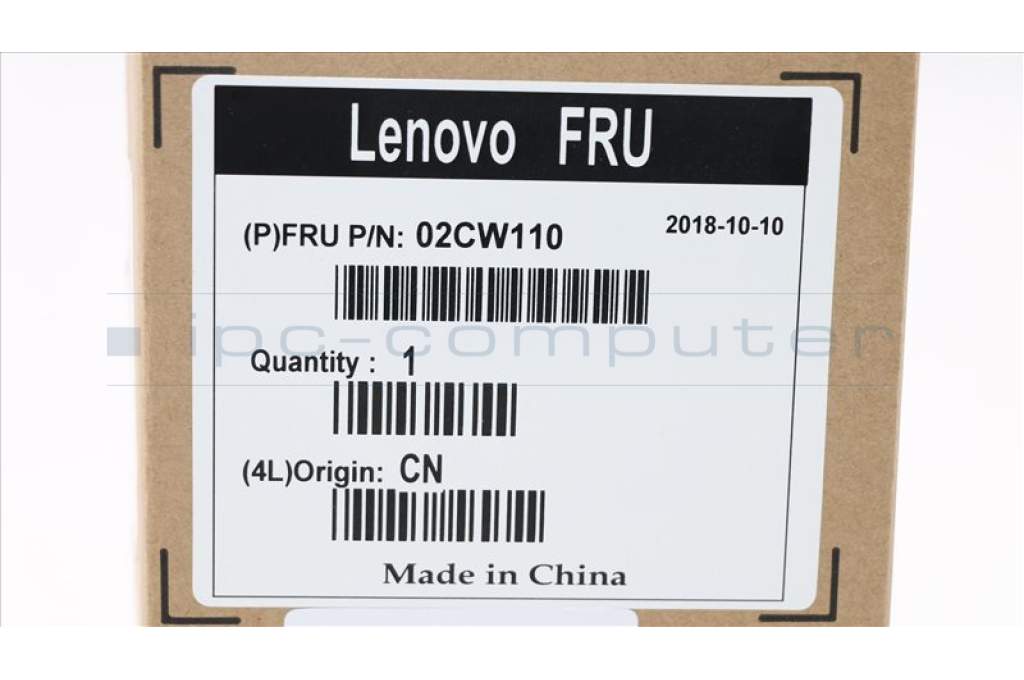 Lenovo FRU
(P)FRU P/N: 02CW110
2018-10-10
ipc-computer
Quantity : 1
(4L)Origin: CN
Made in China